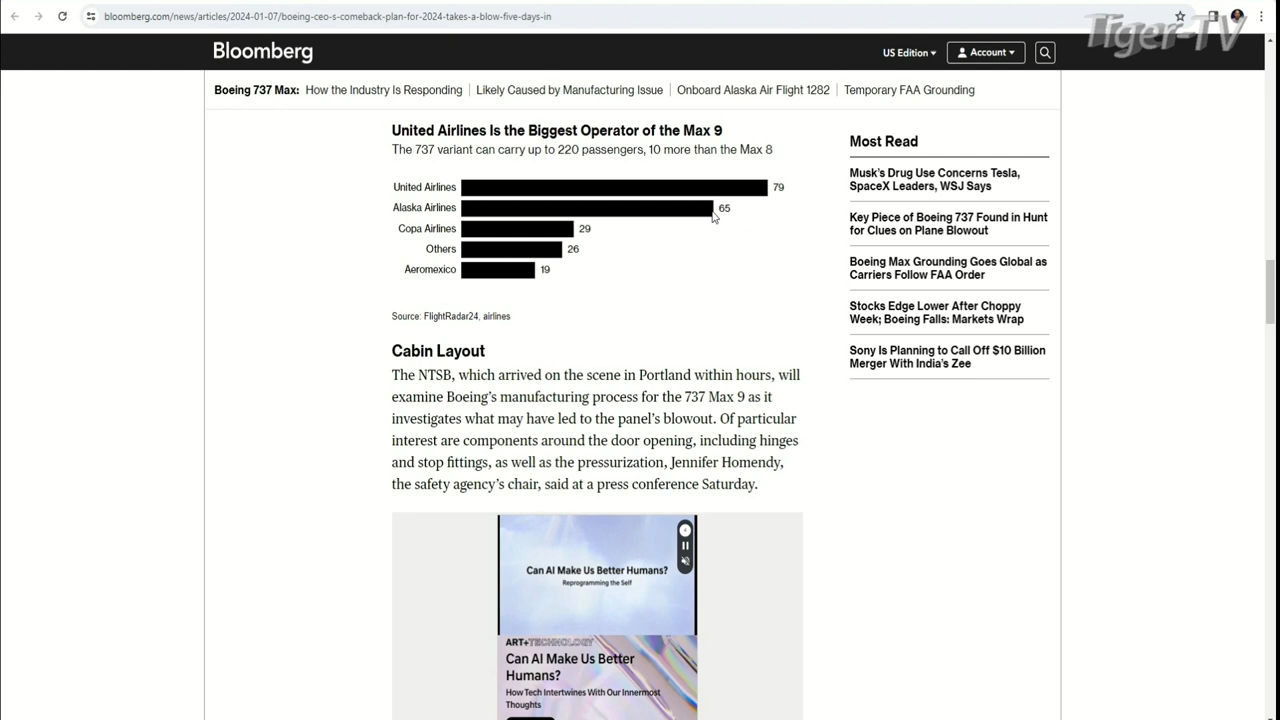 bloomberg.com/news/articles/2024-01-07/boeing-ceo-s-comeback-plan-for-2024-takes-a-blow-five-days-in
Tiger-TV
Bloomberg
US Edition
Account
Boeing 737 Max: How the Industry Is Responding | Likely Caused by Manufacturing Issue | Onboard Alaska Air Flight 1282 | Temporary FAA Grounding
United Airlines Is the Biggest Operator of the Max 9
The 737 variant can carry up to 220 passengers, 10 more than the Max 8
United Airlines 79
Alaska Airlines 65
Copa Airlines 29
Others 26
Aeromexico 19
Source: FlightRadar24, airlines
Cabin Layout
The NTSB, which arrived on the scene in Portland within hours, will
examine Boeing's manufacturing process for the 737 Max 9 as it
investigates what may have led to the panel's blowout. Of particular
interest are components around the door opening, including hinges
and stop fittings, as well as the pressurization, Jennifer Homendy,
the safety agency's chair, said at a press conference Saturday.
Can AI Make Us Better Humans?
Reprogramming the Self
ART+TECHNOLOGY
Can AI Make Us Better
Humans?
How Tech Intertwines With Our Innermost
Thoughts
Most Read
Musk's Drug Use Concerns Tesla,
SpaceX Leaders, WSJ Says
Key Piece of Boeing 737 Found in Hunt
for Clues on Plane Blowout
Boeing Max Grounding Goes Global as
Carriers Follow FAA Order
Stocks Edge Lower After Choppy
Week; Boeing Falls: Markets Wrap
Sony Is Planning to Call Off $10 Billion
Merger With India's Zee